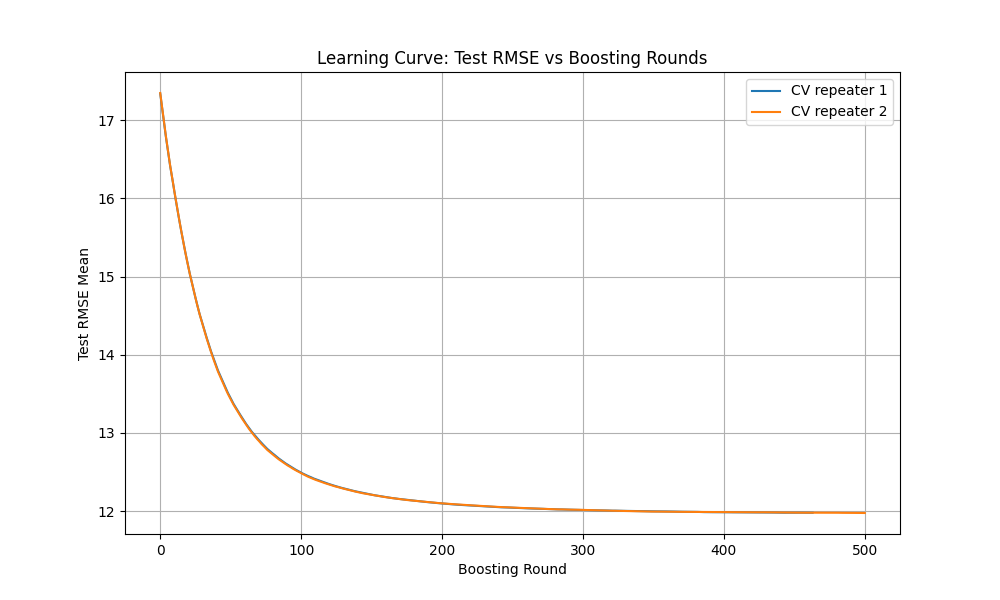 Learning Curve: Test RMSE vs Boosting Rounds
CV repeater 1
CV repeater 2
Test RMSE Mean
17
16
15
14
13
12
0 100 200 300 400 500
Boosting Round